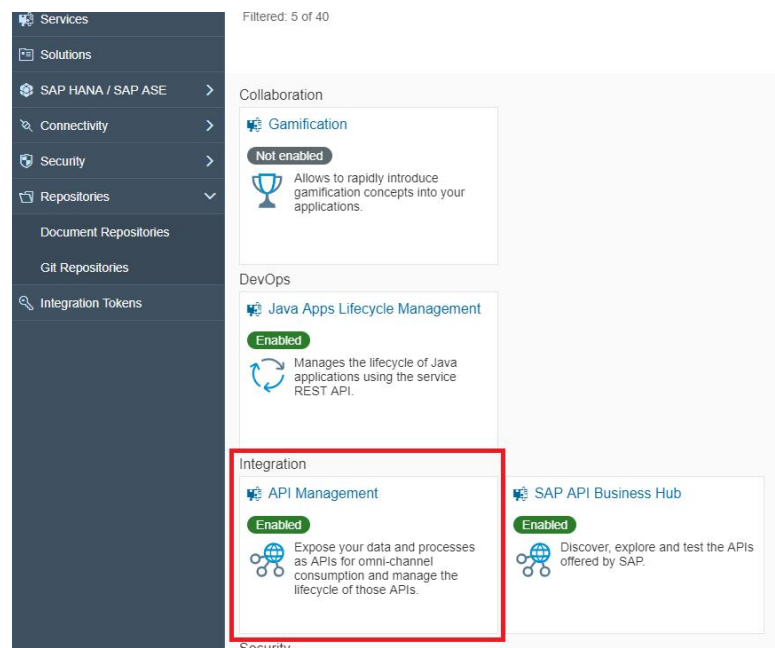 Services
Solutions
SAP HANA / SAP ASE
Connectivity
Security
Repositories
Document Repositories
Git Repositories
Integration Tokens
Filtered: 5 of 40
Collaboration
Gamification
Not enabled
Allows to rapidly introduce
gamification concepts into your
applications.
DevOps
Java Apps Lifecycle Management
Enabled
Manages the lifecycle of Java
applications using the service
REST API.
Integration
API Management
Enabled
Expose your data and processes
as APIs for omni-channel
consumption and manage the
lifecycle of those APIs.
SAP API Business Hub
Enabled
Discover, explore and test the APIs
offered by SAP.
Security